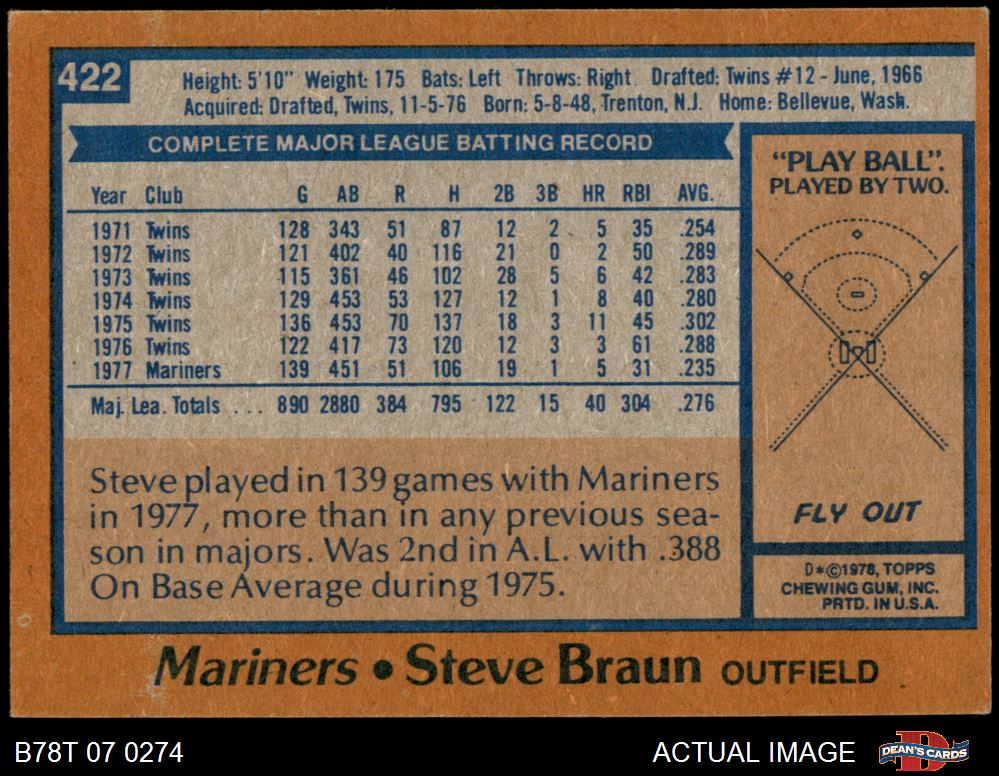 422
Height: 5'10" Weight: 175 Bats: Left Throws: Right Drafted: Twins #12 - June, 1966
Acquired: Drafted, Twins, 11-5-76 Born: 5-8-48, Trenton, N.J. Home: Bellevue, Wash.
COMPLETE MAJOR LEAGUE BATTING RECORD
Year Club G AB R H 2B 3B HR RBI AVG.
1971 Twins 128 343 51 87 12 2 5 35 .254
1972 Twins 121 402 40 116 21 0 2 50 .289
1973 Twins 115 361 46 102 28 5 6 42 .283
1974 Twins 129 453 53 127 12 1 8 40 .280
1975 Twins 136 453 70 137 18 3 11 45 .302
1976 Twins 122 417 73 120 12 3 3 61 .288
1977 Mariners 139 451 51 106 19 1 5 31 .235
Maj. Lea. Totals ... 890 2880 384 795 122 15 40 304 .276
Steve played in 139 games with Mariners
in 1977, more than in any previous sea-
son in majors. Was 2nd in A.L. with .388
On Base Average during 1975.
"PLAY BALL".
PLAYED BY TWO.
FLY OUT
D*©1978, TOPPS
CHEWING GUM, INC.
PRTD. IN U.S.A.
Mariners • Steve Braun OUTFIELD
B78T 07 0274
ACTUAL IMAGE
DEAN'S CARDS